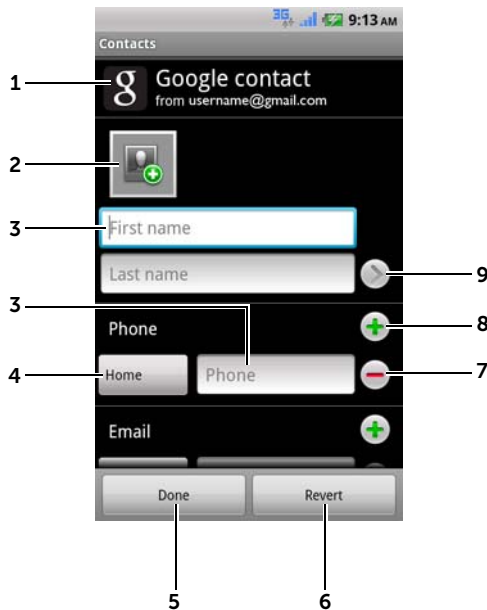 3G 9:13 AM
Contacts
1 g Google contact
from username@gmail.com
2
3 First name
Last name 9
3
Phone 8
4 Home Phone 7
Email
Done Revert
5 6